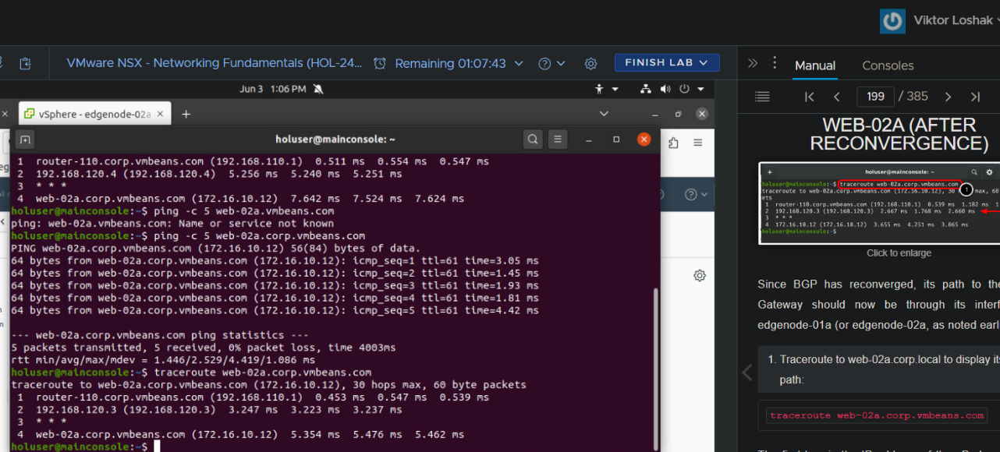 Viktor Loshak
VMware NSX - Networking Fundamentals (HOL-24...
Remaining 01:07:43
FINISH LAB
Manual
Consoles
Jun 3 1:06 PM
199 / 385
vSphere - edgenode-02a
holuser@mainconsole: ~
1 router-110.corp.vmbeans.com (192.168.110.1) 0.511 ms 0.554 ms 0.547 ms
2 192.168.120.4 (192.168.120.4) 5.256 ms 5.240 ms 5.251 ms
3 * * *
4 web-02a.corp.vmbeans.com (172.16.10.12) 7.642 ms 7.524 ms 7.624 ms
holuser@mainconsole:~$ ping -c 5 web-02a.vmbeans.com
ping: web-02a.vmbeans.com: Name or service not known
holuser@mainconsole:~$ ping -c 5 web-02a.corp.vmbeans.com
PING web-02a.corp.vmbeans.com (172.16.10.12) 56(84) bytes of data.
64 bytes from web-02a.corp.vmbeans.com (172.16.10.12): icmp_seq=1 ttl=61 time=3.05 ms
64 bytes from web-02a.corp.vmbeans.com (172.16.10.12): icmp_seq=2 ttl=61 time=1.45 ms
64 bytes from web-02a.corp.vmbeans.com (172.16.10.12): icmp_seq=3 ttl=61 time=1.93 ms
64 bytes from web-02a.corp.vmbeans.com (172.16.10.12): icmp_seq=4 ttl=61 time=1.81 ms
64 bytes from web-02a.corp.vmbeans.com (172.16.10.12): icmp_seq=5 ttl=61 time=4.42 ms
--- web-02a.corp.vmbeans.com ping statistics ---
5 packets transmitted, 5 received, 0% packet loss, time 4003ms
rtt min/avg/max/mdev = 1.446/2.529/4.419/1.086 ms
holuser@mainconsole:~$ traceroute web-02a.corp.vmbeans.com
traceroute to web-02a.corp.vmbeans.com (172.16.10.12), 30 hops max, 60 byte packets
1 router-110.corp.vmbeans.com (192.168.110.1) 0.453 ms 0.547 ms 0.539 ms
2 192.168.120.3 (192.168.120.3) 3.247 ms 3.223 ms 3.237 ms
3 * * *
4 web-02a.corp.vmbeans.com (172.16.10.12) 5.354 ms 5.476 ms 5.462 ms
holuser@mainconsole:~$
WEB-02A (AFTER
RECONVERGENCE)
holuser@mainconsole: ~
holuser@mainconsole:~$ traceroute web-02a.corp.vmbeans.com
1
traceroute to web-02a.corp.vmbeans.com (172.16.10.12), 30 max, 60
ets
1 router-110.corp.vmbeans.com (192.168.110.1) 0.539 ms 1.182 ms 1
2 192.168.120.3 (192.168.120.3) 2.667 ms 1.768 ms 2.660 ms
3 * * *
4 172.16.10.12 (172.16.10.12) 3.655 ms 4.251 ms 3.865 ms
holuser@mainconsole:~$
Click to enlarge
Since BGP has reconverged, its path to the
Gateway should now be through its interf
edgenode-01a (or edgenode-02a, as noted earl
1. Traceroute to web-02a.corp.local to display its
path:
traceroute web-02a.corp.vmbeans.com